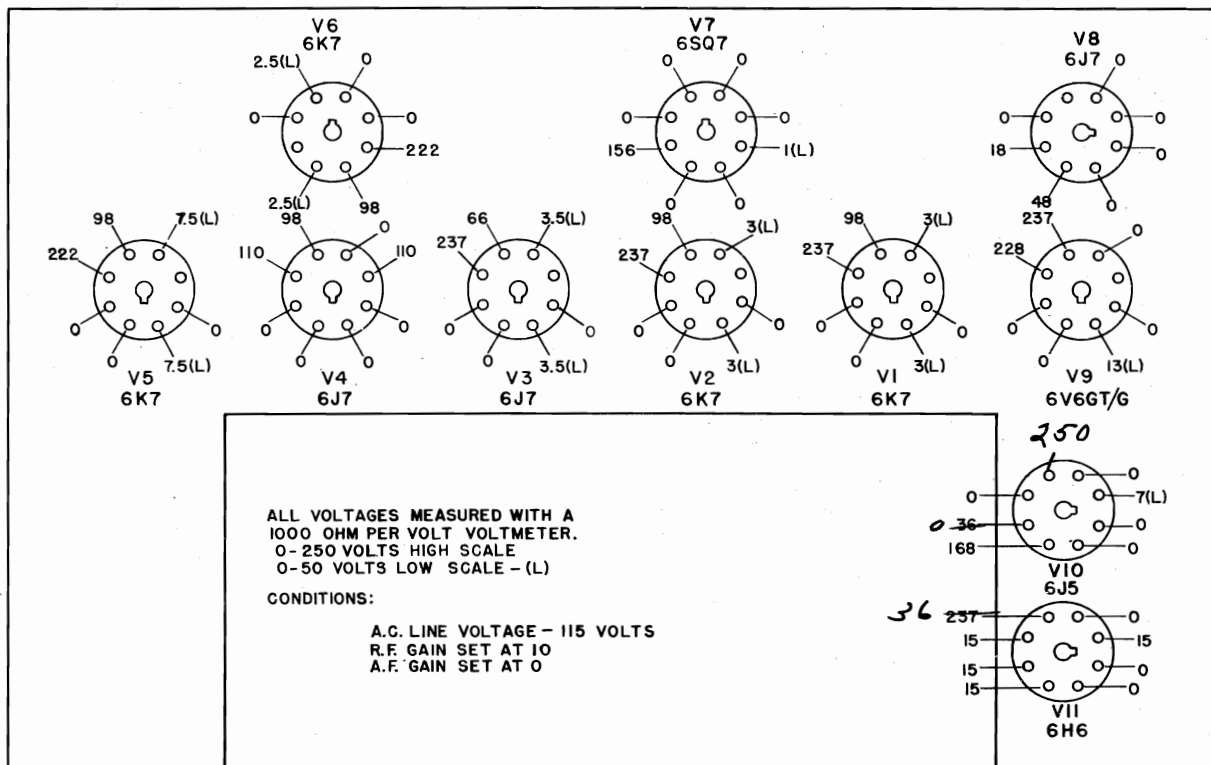 V6
6K7
2.5(L) 0
0 0
222
2.5(L) 98
V7
6SQ7
0 0
0 0
156 1(L)
0 0
V8
6J7
0
0 0
18 0
48 0
98 7.5(L)
222
0 0
0 7.5(L)
V5
6K7
98 0
110 110
0 0
0 0
V4
6J7
66 3.5(L)
237
0 0
0 3.5(L)
V3
6J7
98 3(L)
237
0 0
0 3(L)
V2
6K7
98 3(L)
237
0 0
0 3(L)
V1
6K7
237 0
228
0 0
0 13(L)
V9
6V6GT/G
250
0
0 7(L)
0 36 0
168 0
V10
6J5
36 237 0
15 15
15 0
15 0
V11
6H6
ALL VOLTAGES MEASURED WITH A
1000 OHM PER VOLT VOLTMETER.
0-250 VOLTS HIGH SCALE
0-50 VOLTS LOW SCALE-(L)
CONDITIONS:
A.C. LINE VOLTAGE - 115 VOLTS
R.F. GAIN SET AT 10
A.F. GAIN SET AT 0